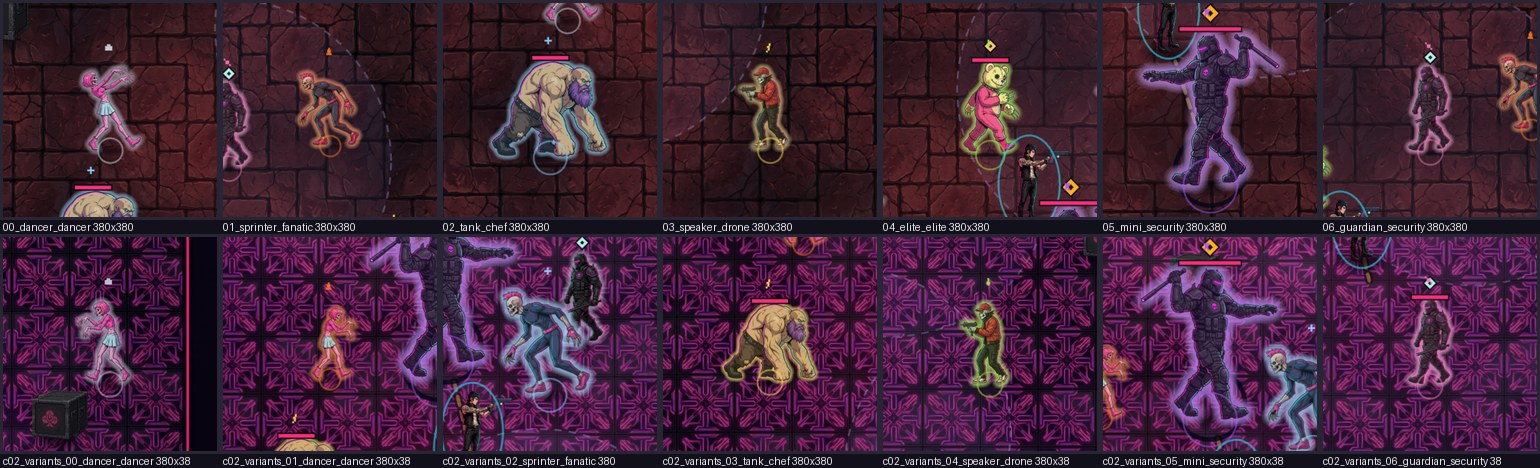 00_dancer_dancer 380x380
01_sprinter_fanatic 380x380
02_tank_chef 380x380
03_speaker_drone 380x380
04_elite_elite 380x380
05_mini_security 380x380
06_guardian_security 380x380
c02_variants_00_dancer_dancer 380x38
c02_variants_01_dancer_dancer 380x38
c02_variants_02_sprinter_fanatic 380
c02_variants_03_tank_chef 380x380
c02_variants_04_speaker_drone 380x38
c02_variants_05_mini_security 380x38
c02_variants_06_guardian_security 38